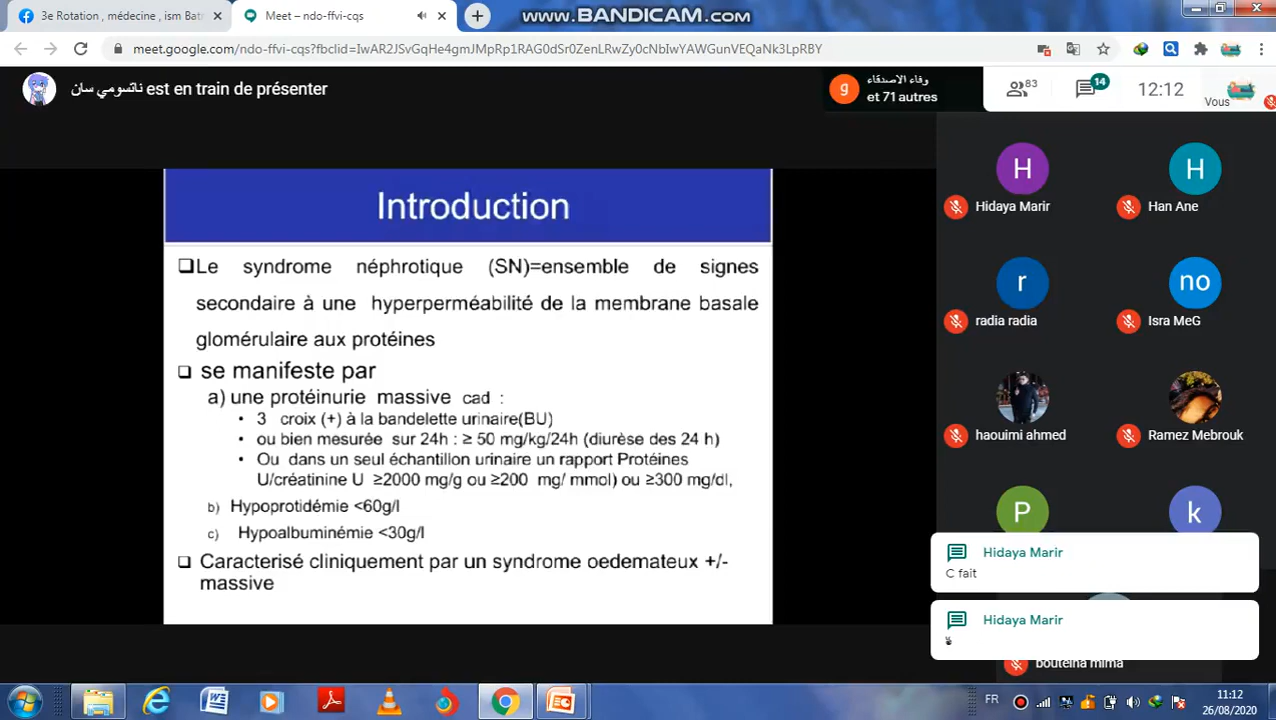 3e Rotation , médecine , ism Bat
Meet – ndo-ffvi-cqs
WWW.BANDICAM.COM
meet.google.com/ndo-ffvi-cqs?fbclid=IwAR2JSvGqHe4gmJMpRp1RAG0dSr0ZenLRwZy0cNbIwYAWGunVEQaNk3LpRBY
ناتسومي سان est en train de présenter
g
وفاء الاصدقاء
et 71 autres
83
14
12:12
Vous
Introduction
Le syndrome néphrotique (SN)=ensemble de signes
secondaire à une hyperperméabilité de la membrane basale
glomérulaire aux protéines
se manifeste par
a) une protéinurie massive cad :
• 3 croix (+) à la bandelette urinaire(BU)
• ou bien mesurée sur 24h : ≥ 50 mg/kg/24h (diurèse des 24 h)
• Ou dans un seul échantillon urinaire un rapport Protéines
U/créatinine U ≥2000 mg/g ou ≥200 mg/ mmol) ou ≥300 mg/dl,
b) Hypoprotidémie <60g/l
c) Hypoalbuminémie <30g/l
Caracterisé cliniquement par un syndrome oedemateux +/-
massive
H
Hidaya Marir
H
Han Ane
r
radia radia
no
Isra MeG
haouimi ahmed
Ramez Mebrouk
P
k
Hidaya Marir
C fait
Hidaya Marir
bouteina mima
FR
11:12
26/08/2020